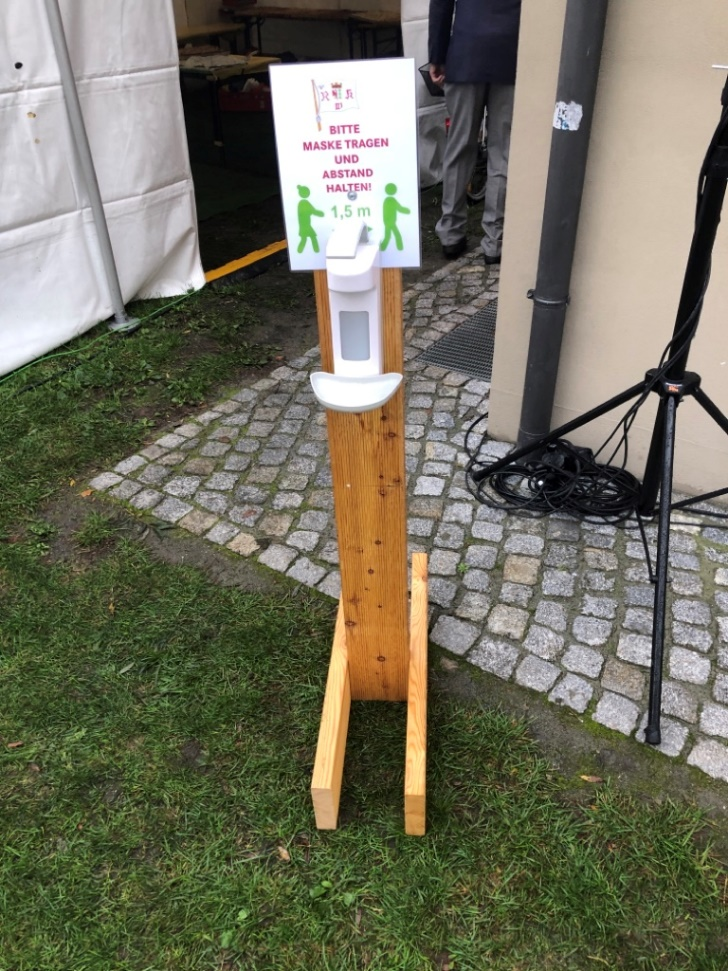 BITTE
MASKE TRAGEN
UND
ABSTAND
HALTEN!
1,5 m